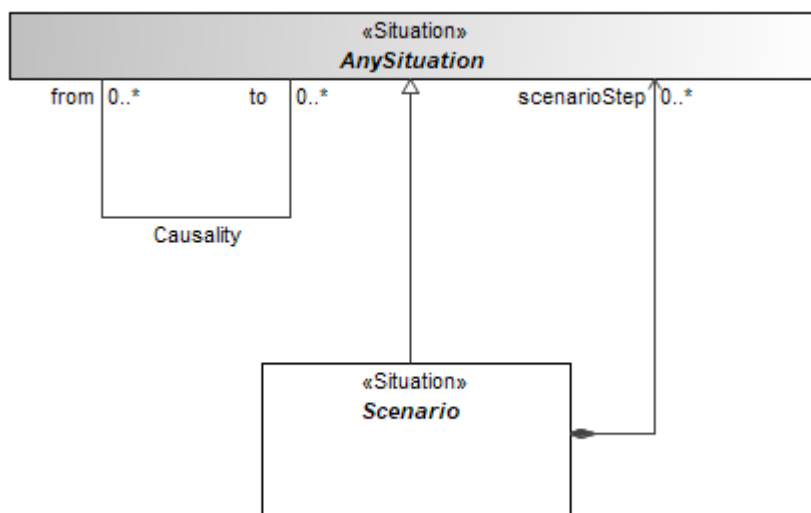 «Situation»
AnySituation
from 0..* to 0..* scenarioStep 0..*
Causality
«Situation»
Scenario